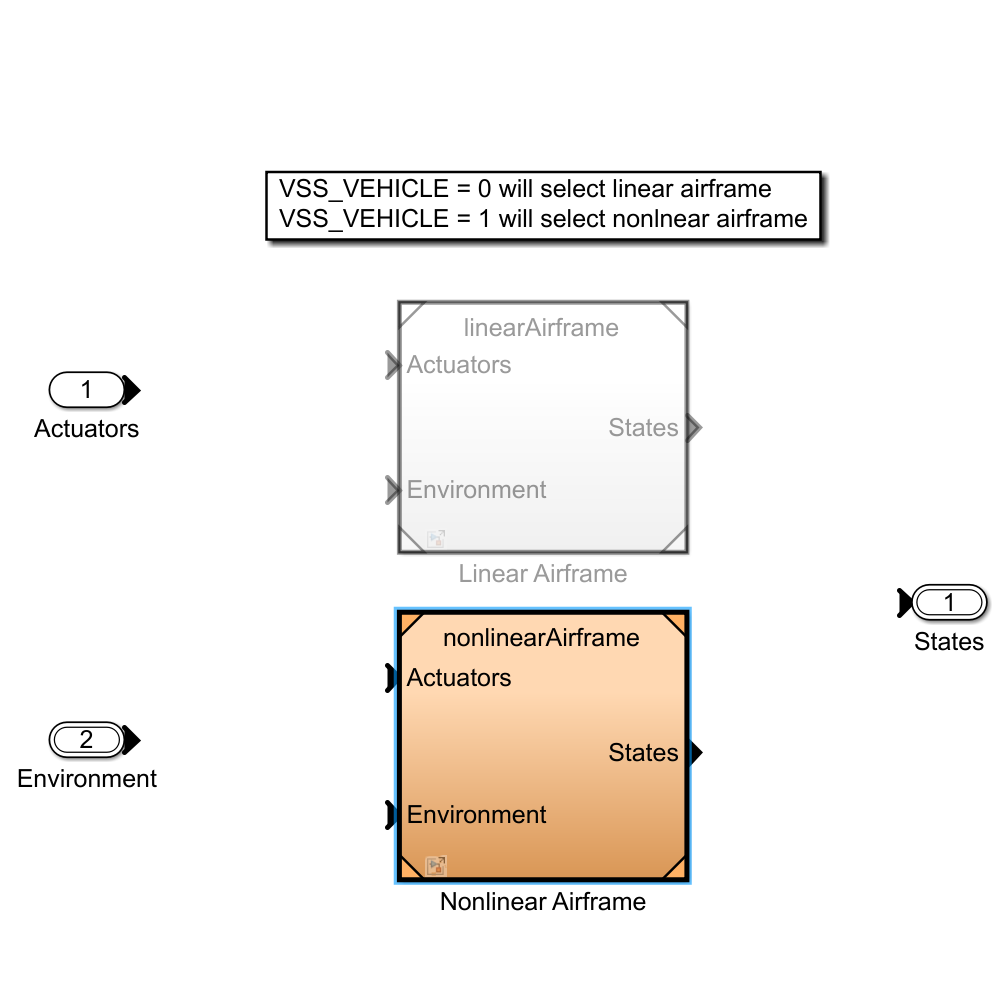 VSS_VEHICLE = 0 will select linear airframe
VSS_VEHICLE = 1 will select nonlnear airframe
linearAirframe
Actuators
States
Environment
Linear Airframe
1
Actuators
nonlinearAirframe
Actuators
States
Environment
Nonlinear Airframe
2
Environment
1
States